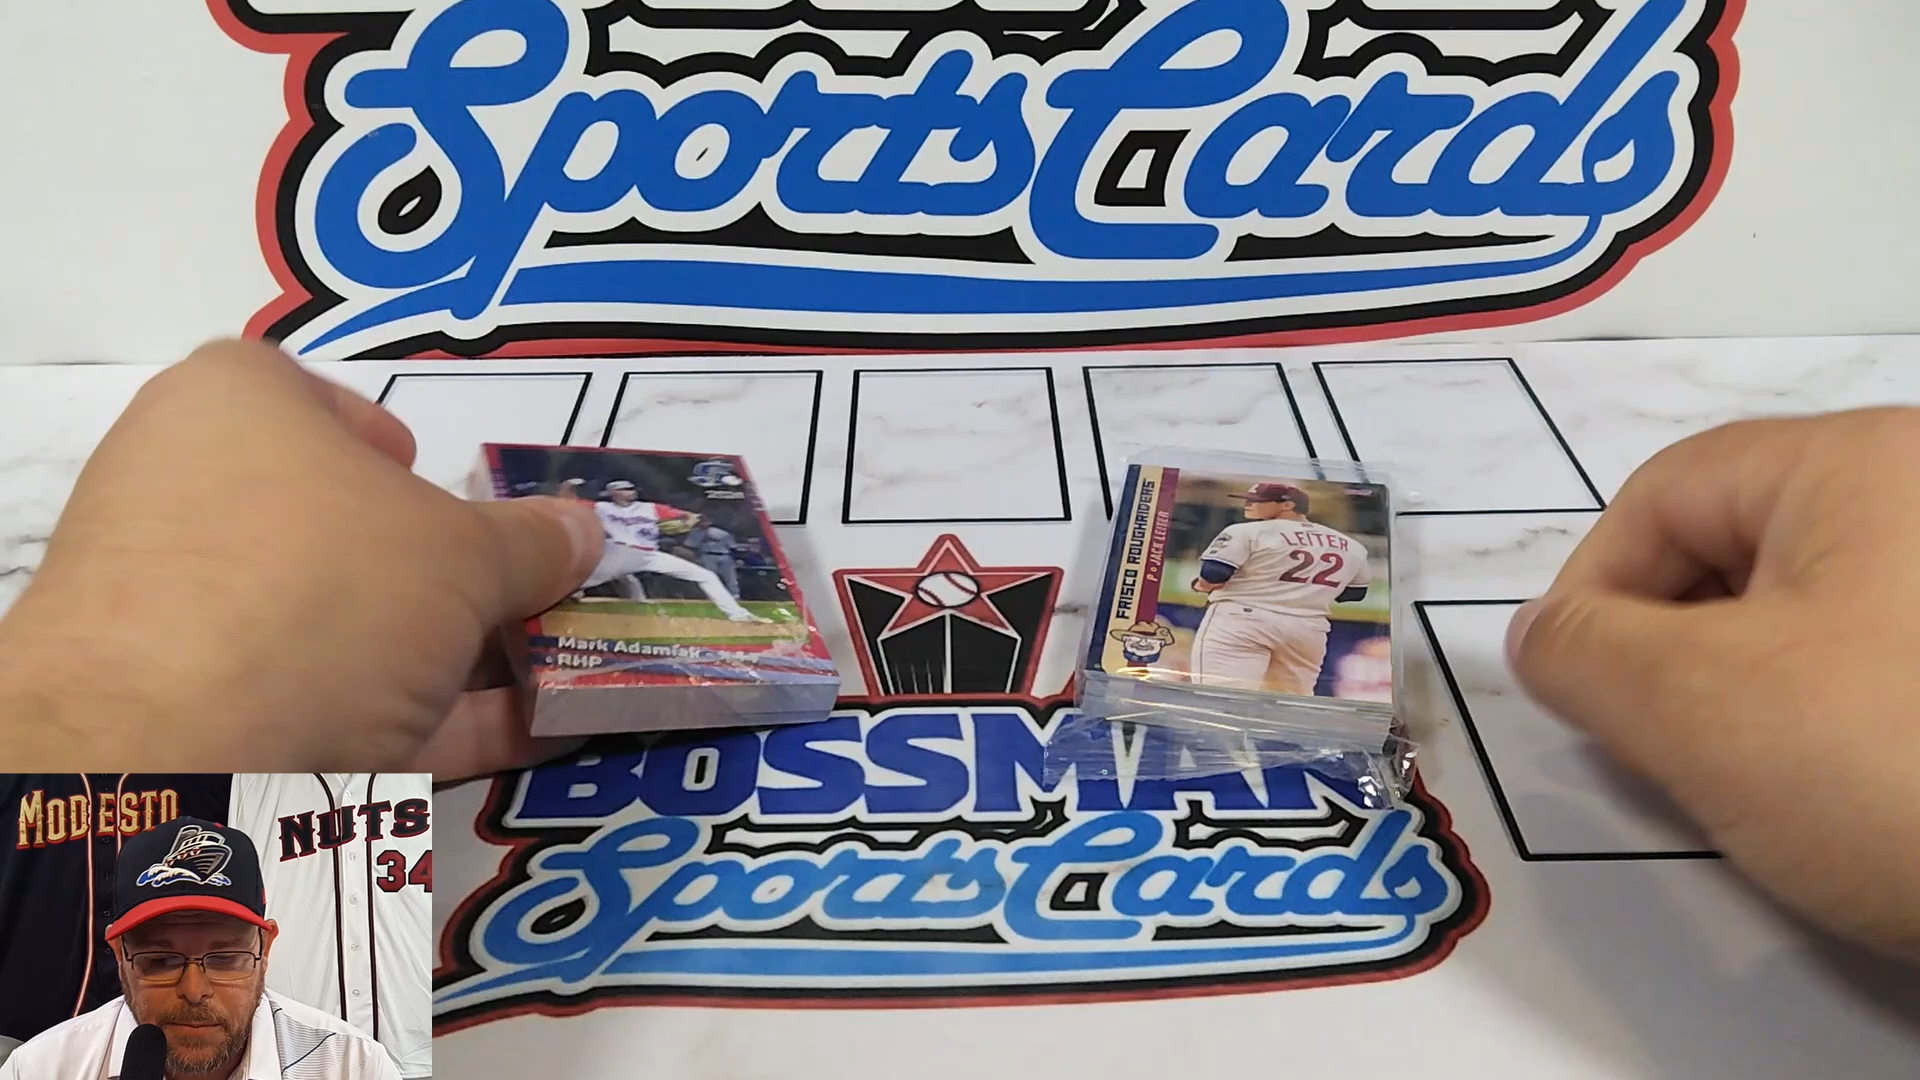 Sports Cards
Mark Adamiak
RHP
FRISCO ROUGHRIDERS
P • JACK LEITER
LEITER
22
BOSSMAN
Sports Cards
MODESTO
NUTS
34